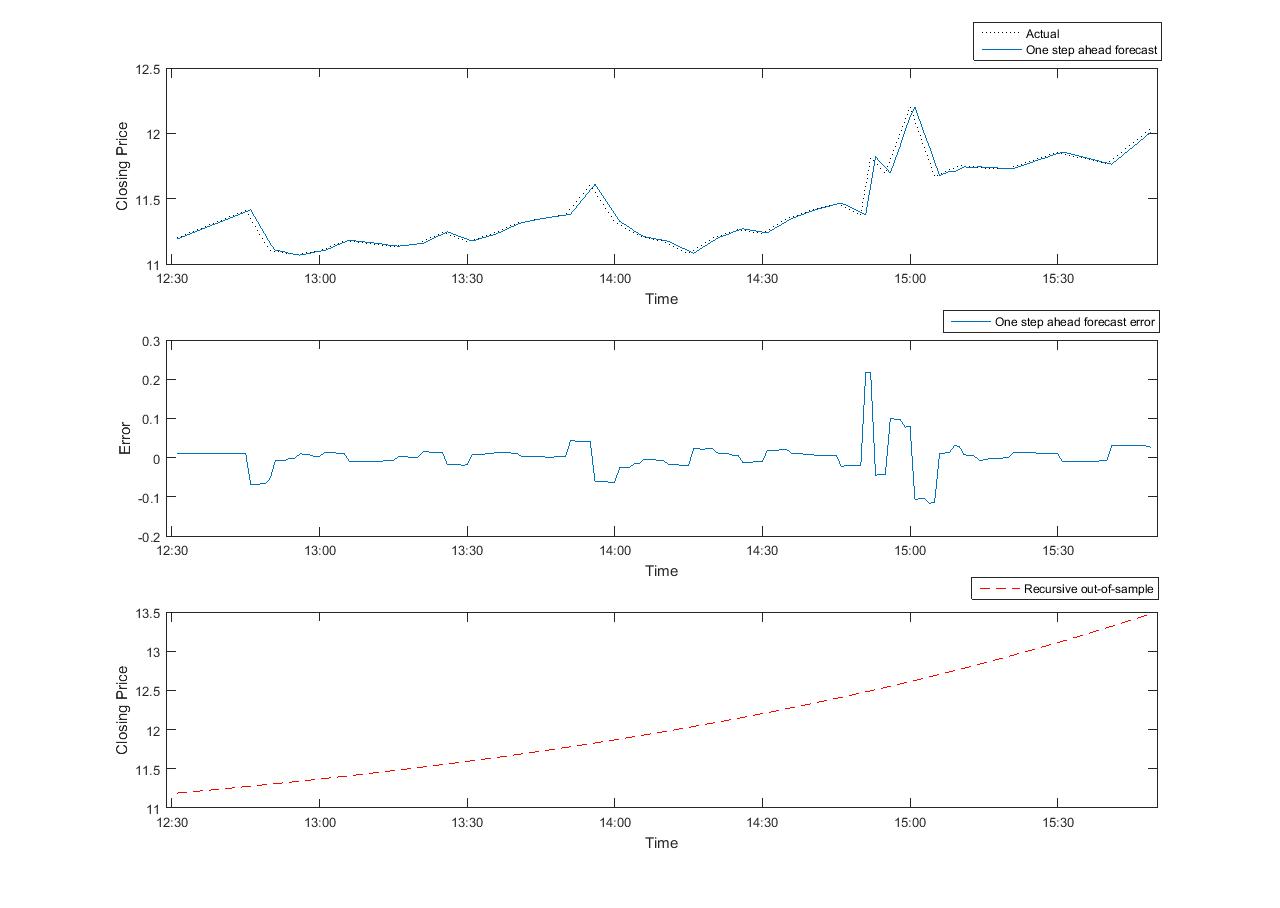 Actual
One step ahead forecast
12.5
12
11.5
11
Closing Price
12:30 13:00 13:30 14:00 14:30 15:00 15:30
Time
One step ahead forecast error
0.3
0.2
0.1
0
-0.1
-0.2
Error
12:30 13:00 13:30 14:00 14:30 15:00 15:30
Time
Recursive out-of-sample
13.5
13
12.5
12
11.5
11
Closing Price
12:30 13:00 13:30 14:00 14:30 15:00 15:30
Time